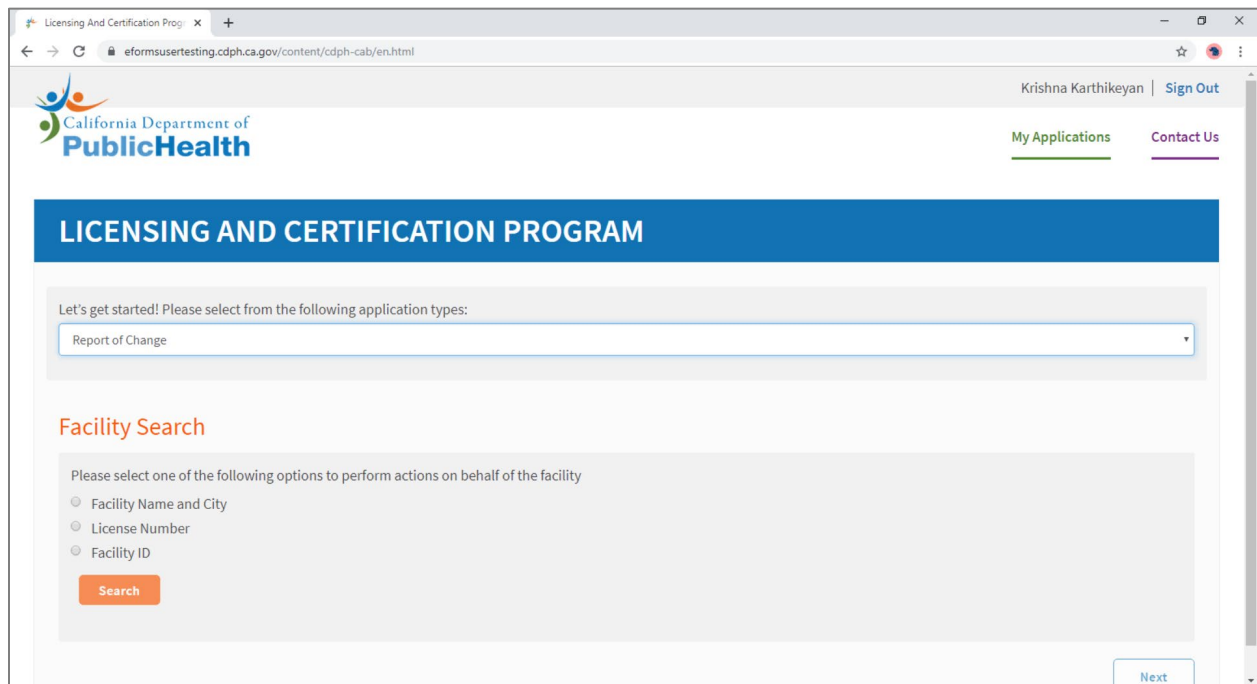 Licensing And Certification Progr
eformsusertesting.cdph.ca.gov/content/cdph-cab/en.html
Krishna Karthikeyan | Sign Out
California Department of
PublicHealth
My Applications Contact Us
LICENSING AND CERTIFICATION PROGRAM
Let's get started! Please select from the following application types:
Report of Change
Facility Search
Please select one of the following options to perform actions on behalf of the facility
Facility Name and City
License Number
Facility ID
Search
Next